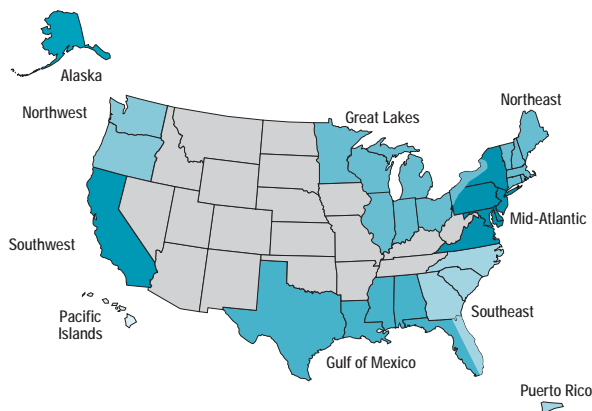 Alaska
Northwest
Great Lakes
Northeast
Mid-Atlantic
Southwest
Southeast
Pacific
Islands
Gulf of Mexico
Puerto Rico